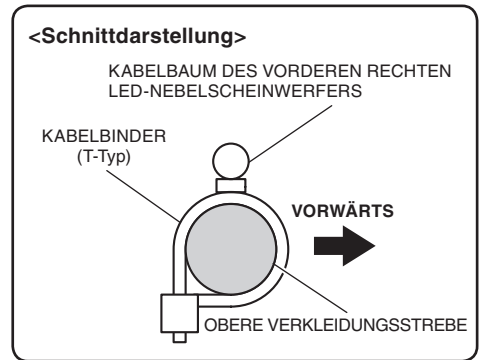 <Schnittdarstellung>
KABELBAUM DES VORDEREN RECHTEN
LED-NEBELSCHEINWERFERS
KABELBINDER
(T-Typ)
VORWÄRTS
OBERE VERKLEIDUNGSSTREBE